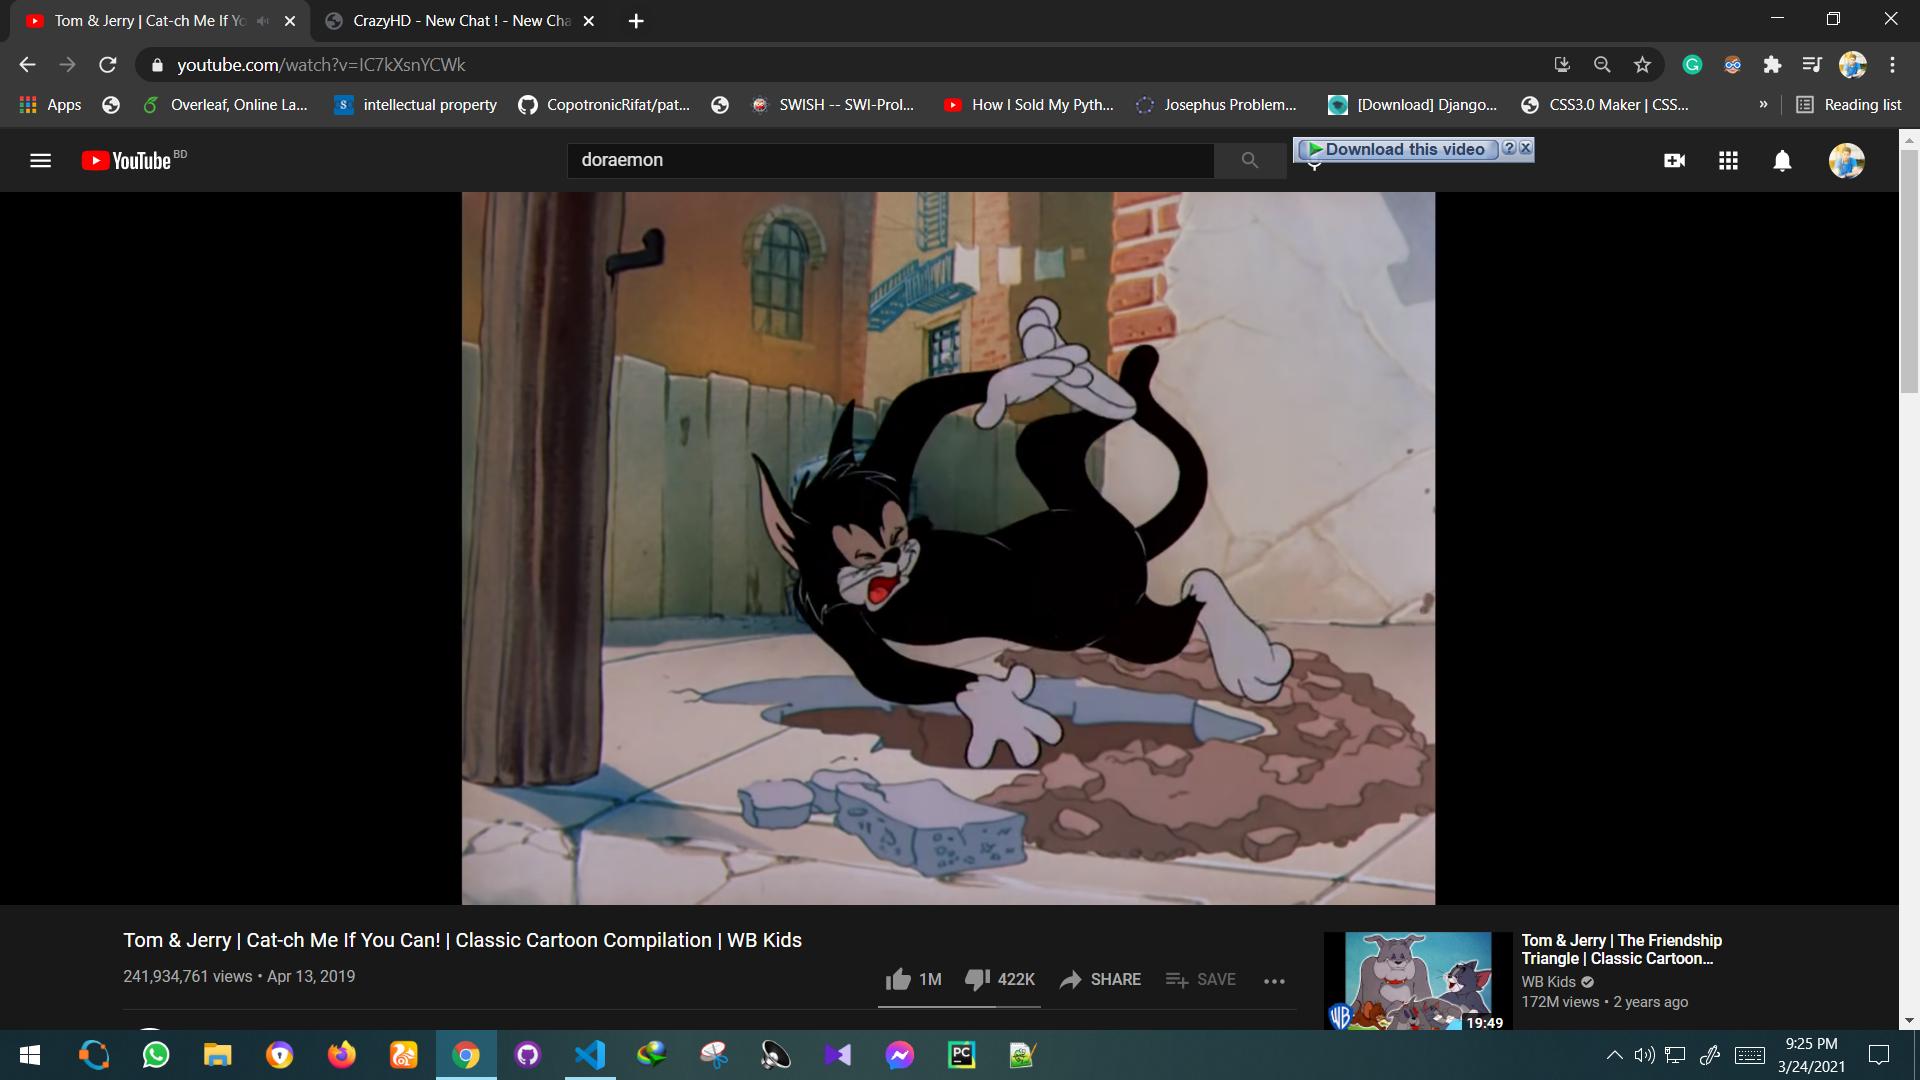 Tom & Jerry | Cat-ch Me If Yo
CrazyHD - New Chat ! - New Cha
youtube.com/watch?v=IC7kXsnYCWk
Apps
Overleaf, Online La...
intellectual property
CopotronicRifat/pat...
SWISH -- SWI-Prol...
How I Sold My Pyth...
Josephus Problem...
[Download] Django...
CSS3.0 Maker | CSS...
»
Reading list
YouTube BD
doraemon
Download this video
Tom & Jerry | Cat-ch Me If You Can! | Classic Cartoon Compilation | WB Kids
241,934,761 views • Apr 13, 2019
1M
422K
SHARE
SAVE
Tom & Jerry | The Friendship
Triangle | Classic Cartoon...
WB Kids
172M views • 2 years ago
WB
19:49
PC
9:25 PM
3/24/2021